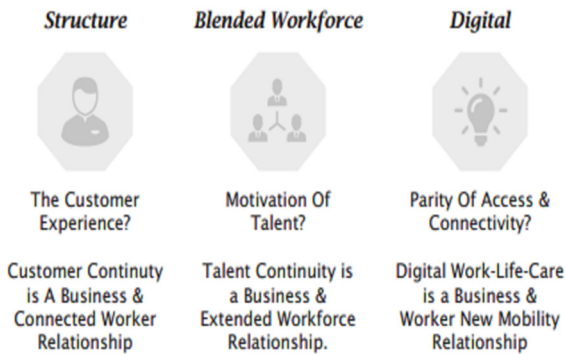 Structure
The Customer
Experience?
Customer Continuty
is A Business &
Connected Worker
Relationship
Blended Workforce
Motivation Of
Talent?
Talent Continuity is
a Business &
Extended Workforce
Relationship.
Digital
Parity Of Access &
Connectivity?
Digital Work-Life-Care
is a Business &
Worker New Mobility
Relationship